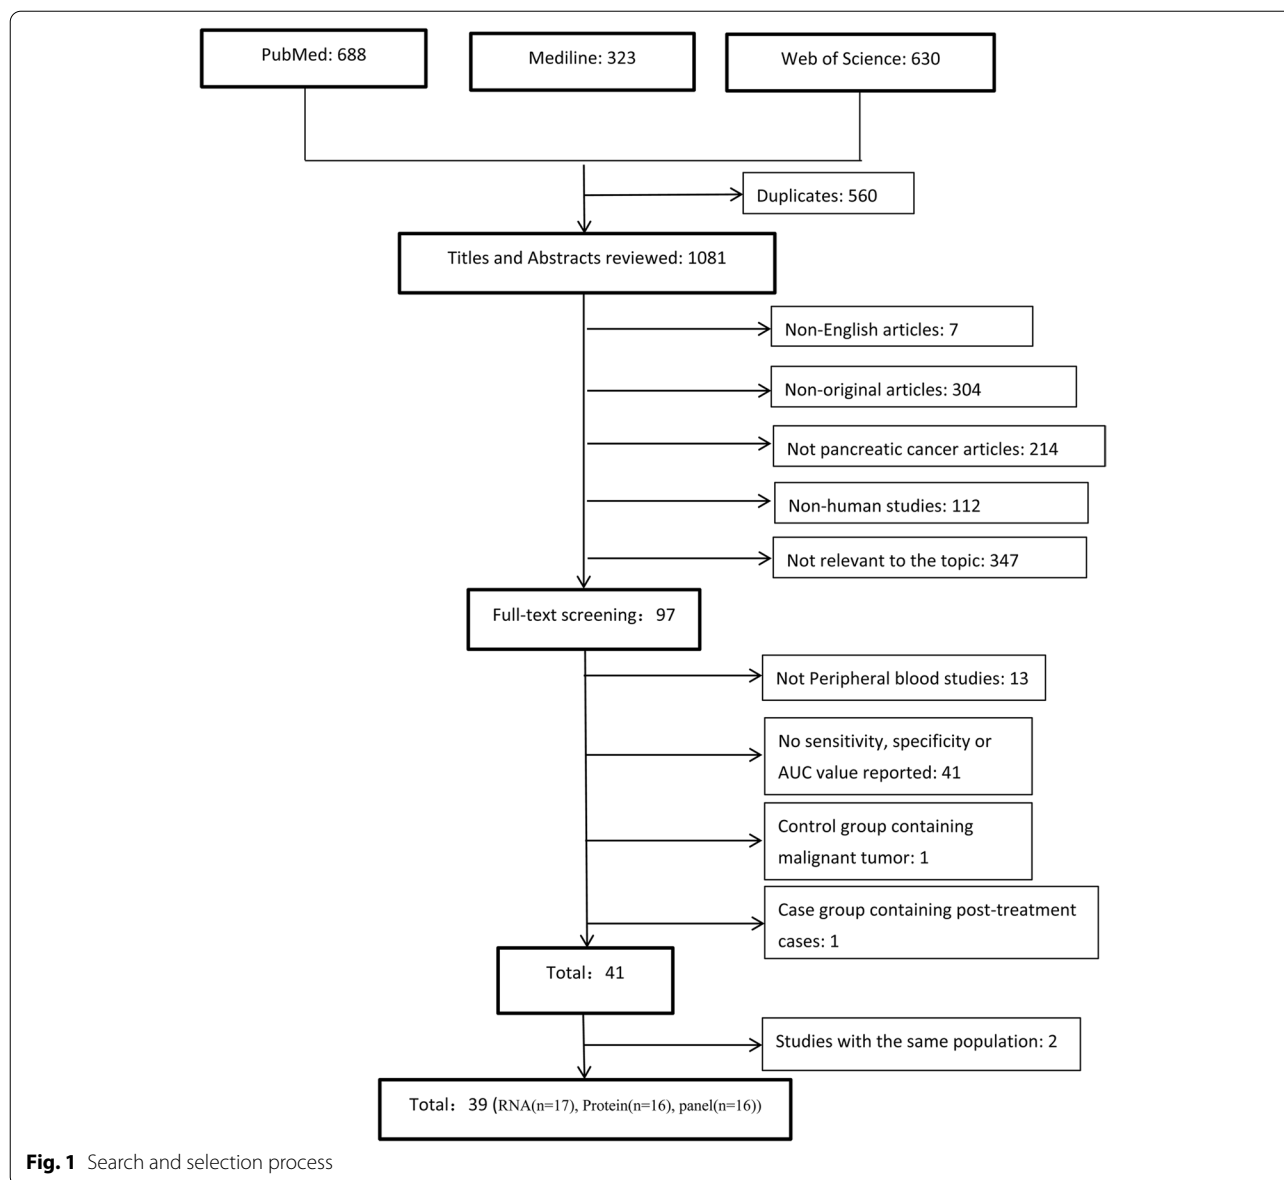 PubMed: 688
Mediline: 323
Web of Science: 630
Duplicates: 560
Titles and Abstracts reviewed: 1081
Non-English articles: 7
Non-original articles: 304
Not pancreatic cancer articles: 214
Non-human studies: 112
Not relevant to the topic: 347
Full-text screening：97
Not Peripheral blood studies: 13
No sensitivity, specificity or
AUC value reported: 41
Control group containing
malignant tumor: 1
Case group containing post-treatment
cases: 1
Total：41
Studies with the same population: 2
Total：39 (RNA(n=17), Protein(n=16), panel(n=16))
Fig. 1 Search and selection process